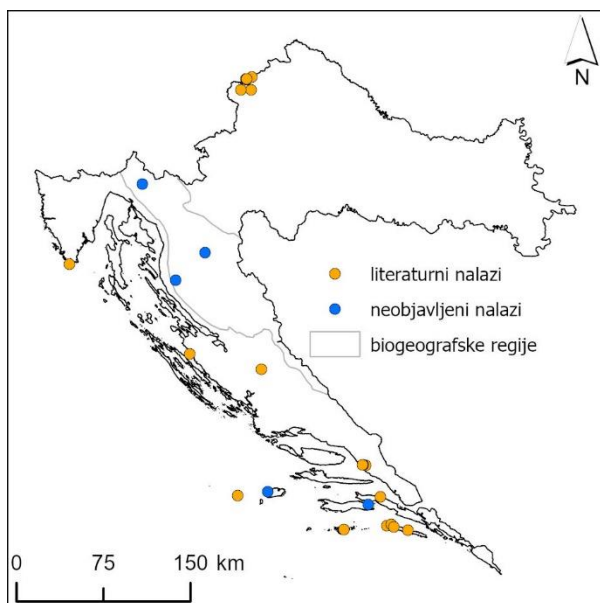 N
literaturni nalazi
neobjavljeni nalazi
biogeografske regije
0 75 150 km